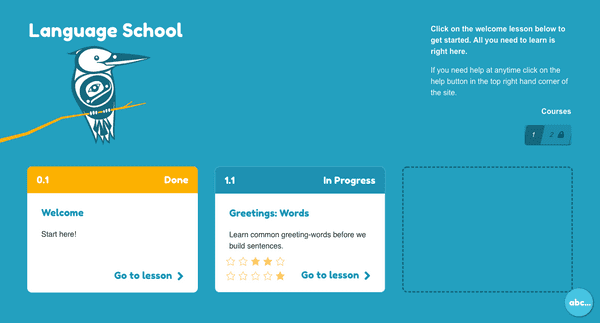 Language School
Click on the welcome lesson below to
get started. All you need to learn is
right here.
If you need help at anytime click on the
help button in the top right hand corner of
the site.
Courses
1 2
0.1 Done
Welcome
Start here!
Go to lesson
1.1 In Progress
Greetings: Words
Learn common greeting-words before we
build sentences.
Go to lesson
abc...